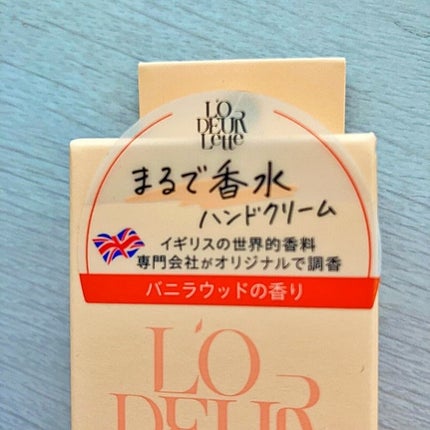 L'O
DEUR
Lette
まるで香水
ハンドクリーム
イギリスの世界的香料
専門会社がオリジナルで調香
バニラウッドの香り
L'O
DEUR